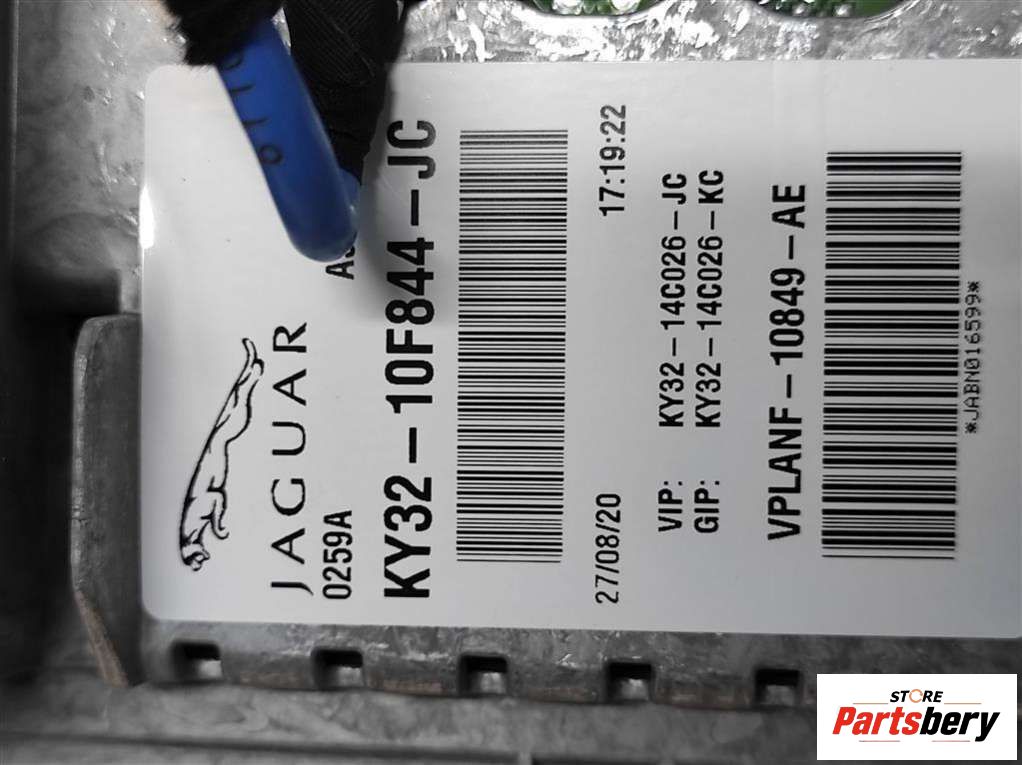 JAGUAR
0259A
KY32-10F844-JC
27/08/20 17:19:22
VIP: KY32-14C026-JC
GIP: KY32-14C026-KC
VPLANF-10849-AE
*JABN016599*
STORE
Partsbery